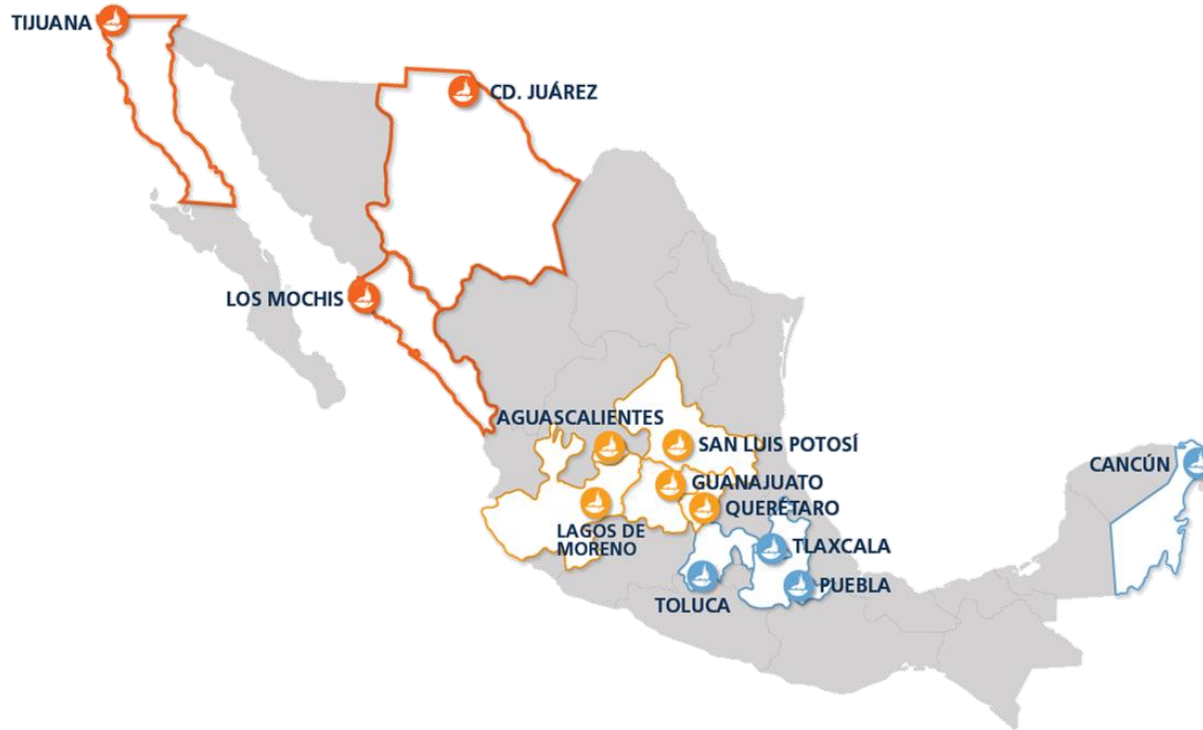 TIJUANA
CD. JUÁREZ
LOS MOCHIS
AGUASCALIENTES
SAN LUIS POTOSÍ
CANCÚN
GUANAJUATO
QUERÉTARO
LAGOS DE
MORENO
TLAXCALA
PUEBLA
TOLUCA